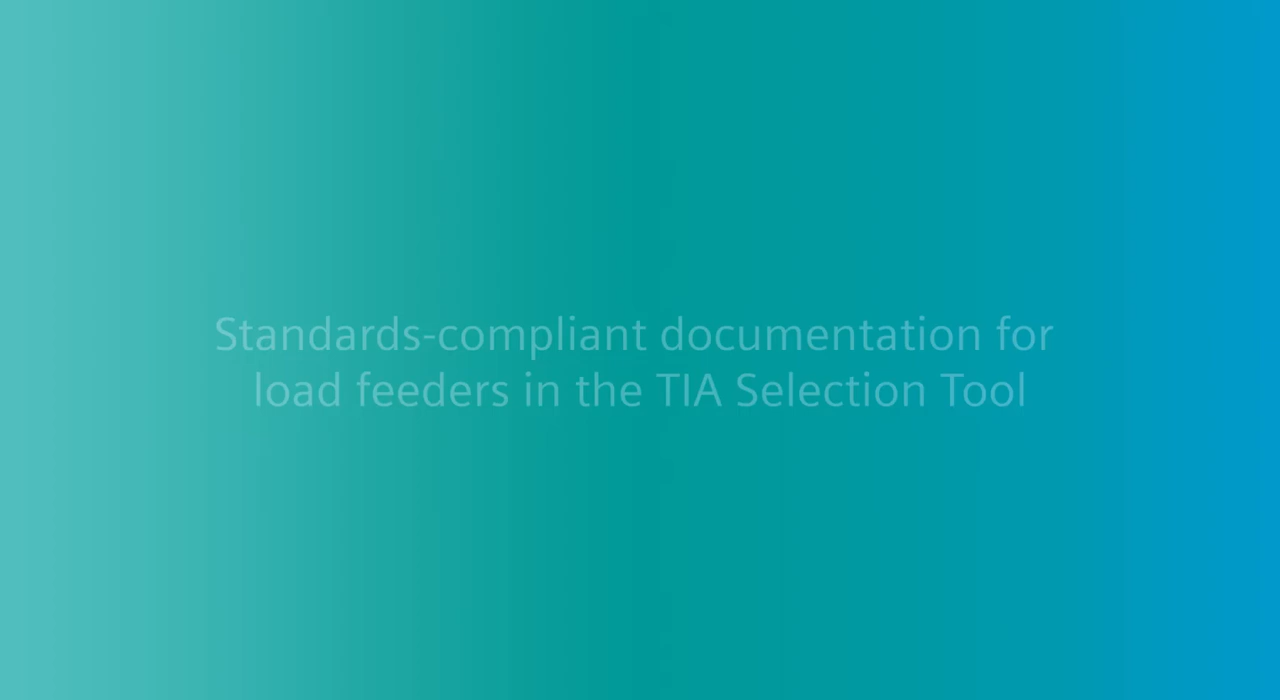 Standards-compliant documentation for
load feeders in the TIA Selection Tool